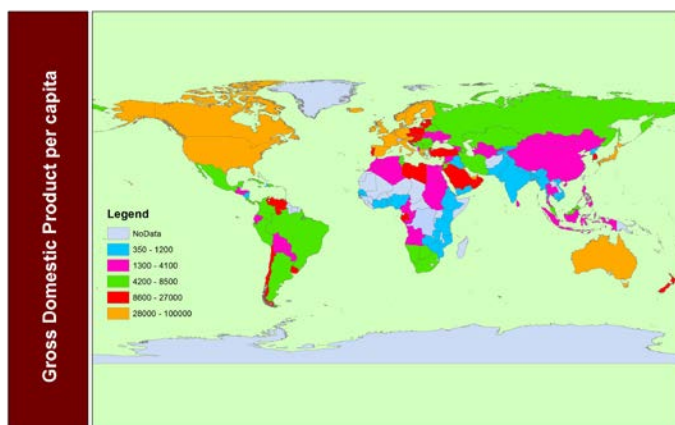 Gross Domestic Product per capita
Legend
NoData
350 - 1200
1300 - 4100
4200 - 8500
8600 - 27000
28000 - 100000